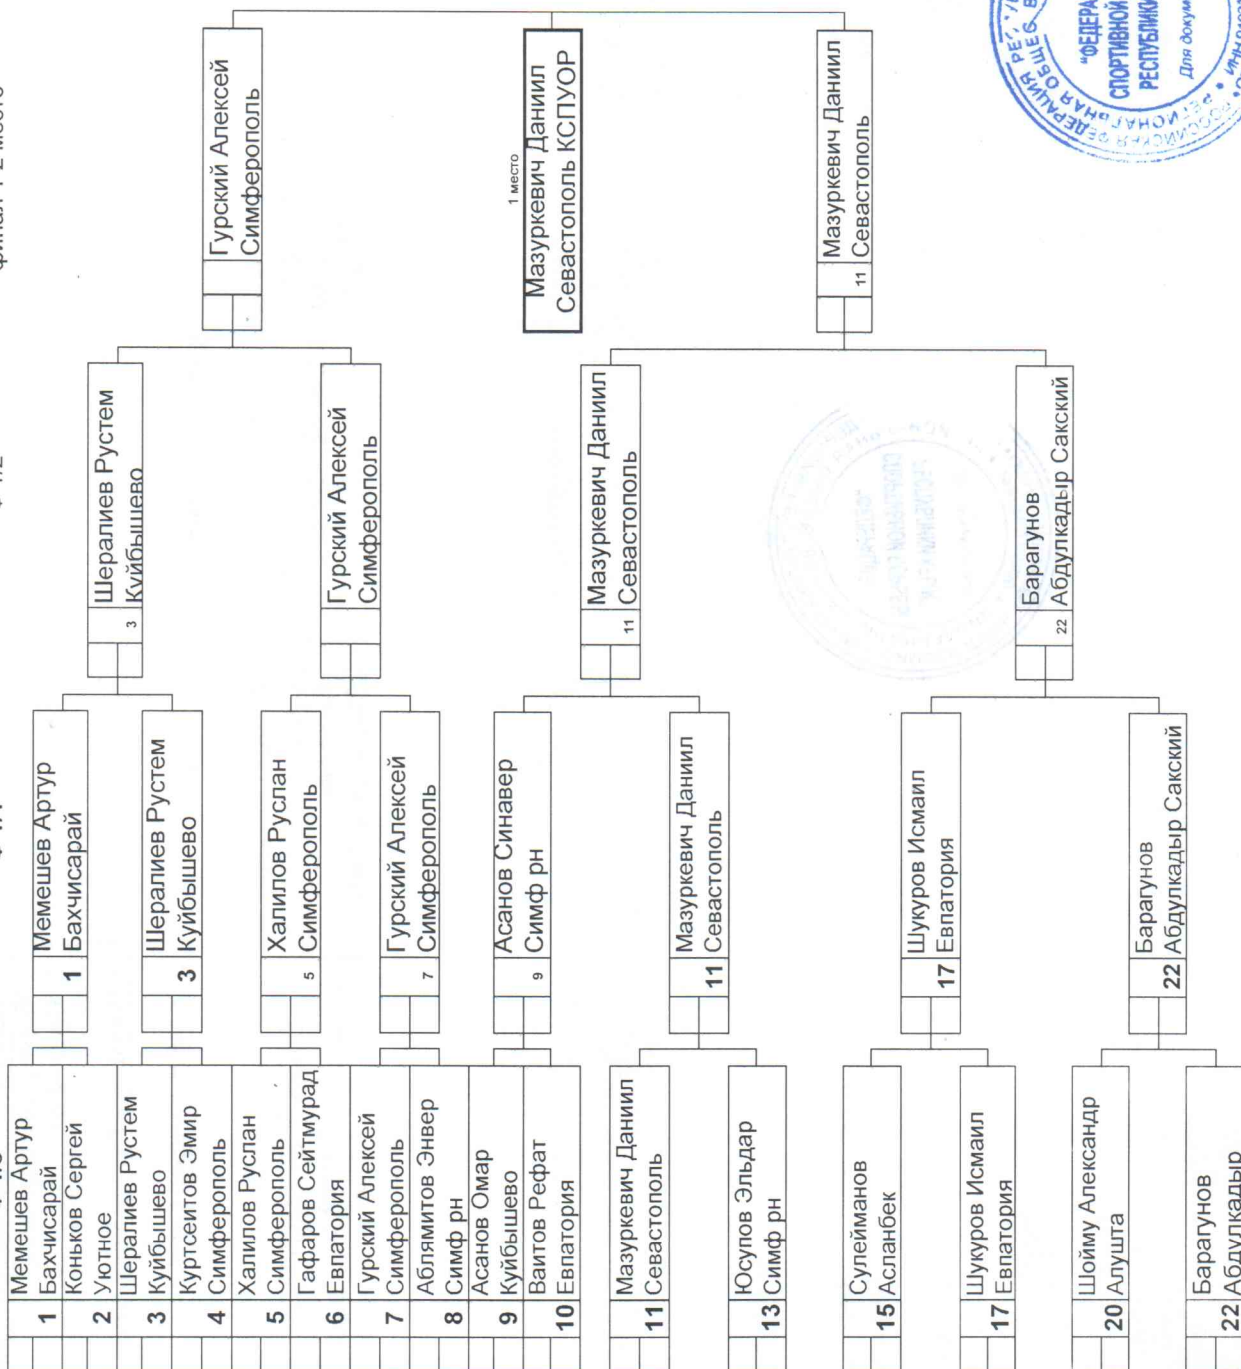 Мемешев Артур
1 Бахчисарай
Коньков Сергей
2 Уютное
Шералиев Рустем
3 Куйбышево
Куртсеитов Эмир
4 Симферополь
Халилов Руслан
5 Симферополь
Гафаров Сейтмурад
6 Евпатория
Гурский Алексей
7 Симферополь
Аблямитов Энвер
8 Симф рн
Асанов Омар
9 Куйбышево
Ваитов Рефат
10 Евпатория
Мазуркевич Даниил
11 Севастополь
Юсупов Эльдар
13 Симф рн
Сулейманов
15 Асланбек
Шукуров Исмаил
17 Евпатория
Шойму Александр
20 Алушта
Барагунов
22 Абдулкадыр
Мемешев Артур
1 Бахчисарай
Шералиев Рустем
3 Куйбышево
Халилов Руслан
5 Симферополь
Гурский Алексей
7 Симферополь
Асанов Синавер
9 Симф рн
Мазуркевич Даниил
11 Севастополь
Шукуров Исмаил
17 Евпатория
Барагунов
22 Абдулкадыр Сакский
Шералиев Рустем
3 Куйбышево
Гурский Алексей
Симферополь
Мазуркевич Даниил
11 Севастополь
Барагунов
22 Абдулкадыр Сакский
Гурский Алексей
Симферополь
1 место
Мазуркевич Даниил
Севастополь КСПУОР
Мазуркевич Даниил
11 Севастополь
"ФЕДЕРА
СПОРТИВНОЙ
РЕСПУБЛИКИ
Для докум